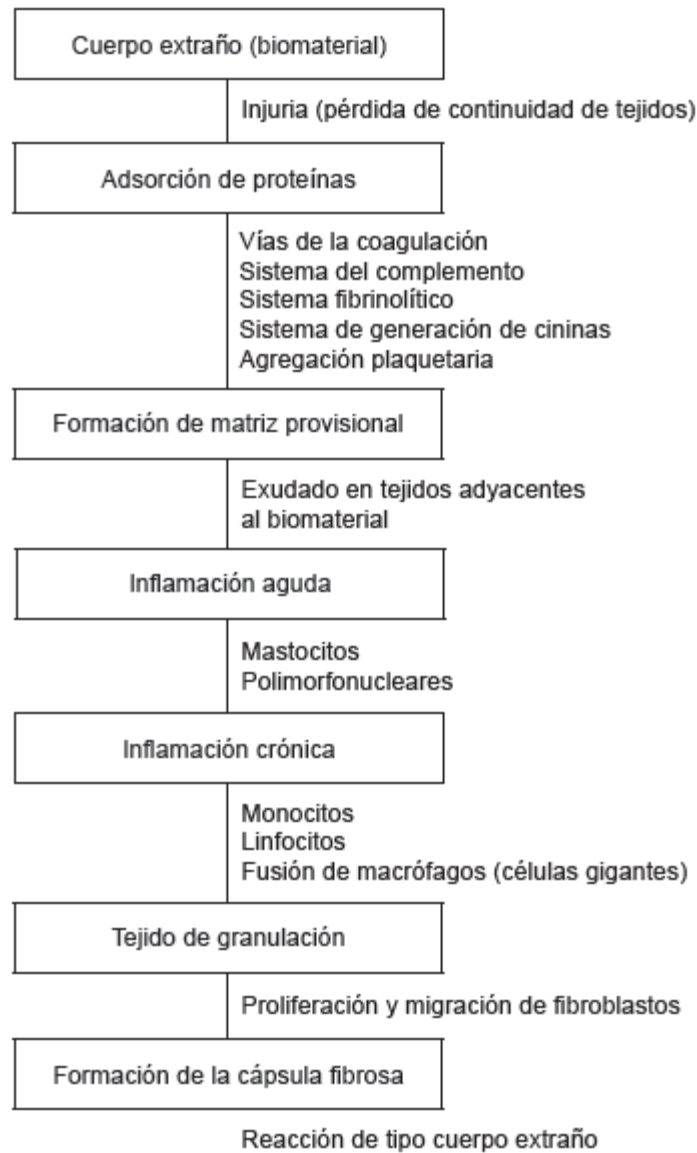 Cuerpo extraño (biomaterial)
Injuria (pérdida de continuidad de tejidos)
Adsorción de proteínas
Vías de la coagulación
Sistema del complemento
Sistema fibrinolítico
Sistema de generación de cininas
Agregación plaquetaria
Formación de matriz provisional
Exudado en tejidos adyacentes
al biomaterial
Inflamación aguda
Mastocitos
Polimorfonucleares
Inflamación crónica
Monocitos
Linfocitos
Fusión de macrófagos (células gigantes)
Tejido de granulación
Proliferación y migración de fibroblastos
Formación de la cápsula fibrosa
Reacción de tipo cuerpo extraño